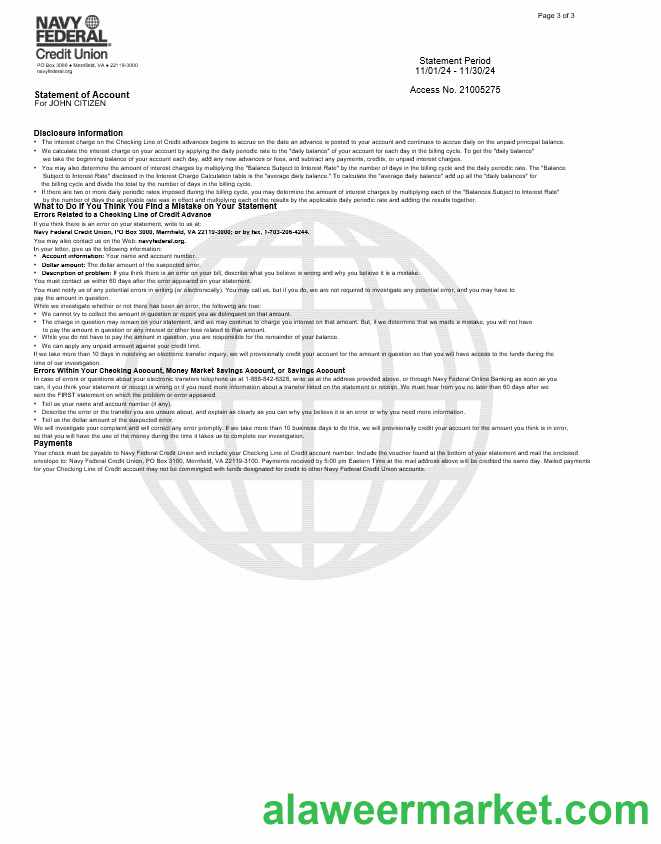 Page 3 of 3
NAVY
FEDERAL
Credit Union
PO Box 3000 • Merrifield, VA • 22119-3000
navyfederal.org
Statement Period
11/01/24 - 11/30/24
Access No. 21005275
Statement of Account
For JOHN CITIZEN
Disclosure Information
• The interest charge on the Checking Line of Credit advances begins to accrue on the date an advance is posted to your account and continues to accrue daily on the unpaid principal balance.
• We calculate the interest charge on your account by applying the daily periodic rate to the "daily balance" of your account for each day in the billing cycle. To get the "daily balance"
we take the beginning balance of your account each day, add any new advances or fees, and subtract any payments, credits, or unpaid interest charges.
• You may also determine the amount of interest charges by multiplying the "Balance Subject to Interest Rate" by the number of days in the billing cycle and the daily periodic rate. The "Balance
Subject to Interest Rate" disclosed in the Interest Charge Calculation table is the "average daily balance." To calculate the "average daily balance" add up all the "daily balances" for
the billing cycle and divide the total by the number of days in the billing cycle.
• If there are two or more daily periodic rates imposed during the billing cycle, you may determine the amount of interest charges by multiplying each of the "Balances Subject to Interest Rate"
by the number of days the applicable rate was in effect and multiplying each of the results by the applicable daily periodic rate and adding the results together.
What to Do If You Think You Find a Mistake on Your Statement
Errors Related to a Checking Line of Credit Advance
If you think there is an error on your statement, write to us at:
Navy Federal Credit Union, PO Box 3000, Merrifield, VA 22119-3000; or by fax, 1-703-206-4244.
You may also contact us on the Web: navyfederal.org.
In your letter, give us the following information:
• Account information: Your name and account number.
• Dollar amount: The dollar amount of the suspected error.
• Description of problem: If you think there is an error on your bill, describe what you believe is wrong and why you believe it is a mistake.
You must contact us within 60 days after the error appeared on your statement.
You must notify us of any potential errors in writing (or electronically). You may call us, but if you do, we are not required to investigate any potential error, and you may have to
pay the amount in question.
While we investigate whether or not there has been an error, the following are true:
• We cannot try to collect the amount in question or report you as delinquent on that amount.
• The charge in question may remain on your statement, and we may continue to charge you interest on that amount. But, if we determine that we made a mistake, you will not have
to pay the amount in question or any interest or other fees related to that amount.
• While you do not have to pay the amount in question, you are responsible for the remainder of your balance.
• We can apply any unpaid amount against your credit limit.
If we take more than 10 days in resolving an electronic transfer inquiry, we will provisionally credit your account for the amount in question so that you will have access to the funds during the
time of our investigation.
Errors Within Your Checking Account, Money Market Savings Account, or Savings Account
In case of errors or questions about your electronic transfers telephone us at 1-888-842-6328, write us at the address provided above, or through Navy Federal Online Banking as soon as you
can, if you think your statement or receipt is wrong or if you need more information about a transfer listed on the statement or receipt. We must hear from you no later than 60 days after we
sent the FIRST statement on which the problem or error appeared.
• Tell us your name and account number (if any).
• Describe the error or the transfer you are unsure about, and explain as clearly as you can why you believe it is an error or why you need more information.
• Tell us the dollar amount of the suspected error.
We will investigate your complaint and will correct any error promptly. If we take more than 10 business days to do this, we will provisionally credit your account for the amount you think is in error,
so that you will have the use of the money during the time it takes us to complete our investigation.
Payments
Your check must be payable to Navy Federal Credit Union and include your Checking Line of Credit account number. Include the voucher found at the bottom of your statement and mail the enclosed
envelope to: Navy Federal Credit Union, PO Box 3100, Merrifield, VA 22119-3100. Payments received by 5:00 pm Eastern Time at the mail address above will be credited the same day. Mailed payments
for your Checking Line of Credit account may not be commingled with funds designated for credit to other Navy Federal Credit Union accounts.
alaweermarket.com